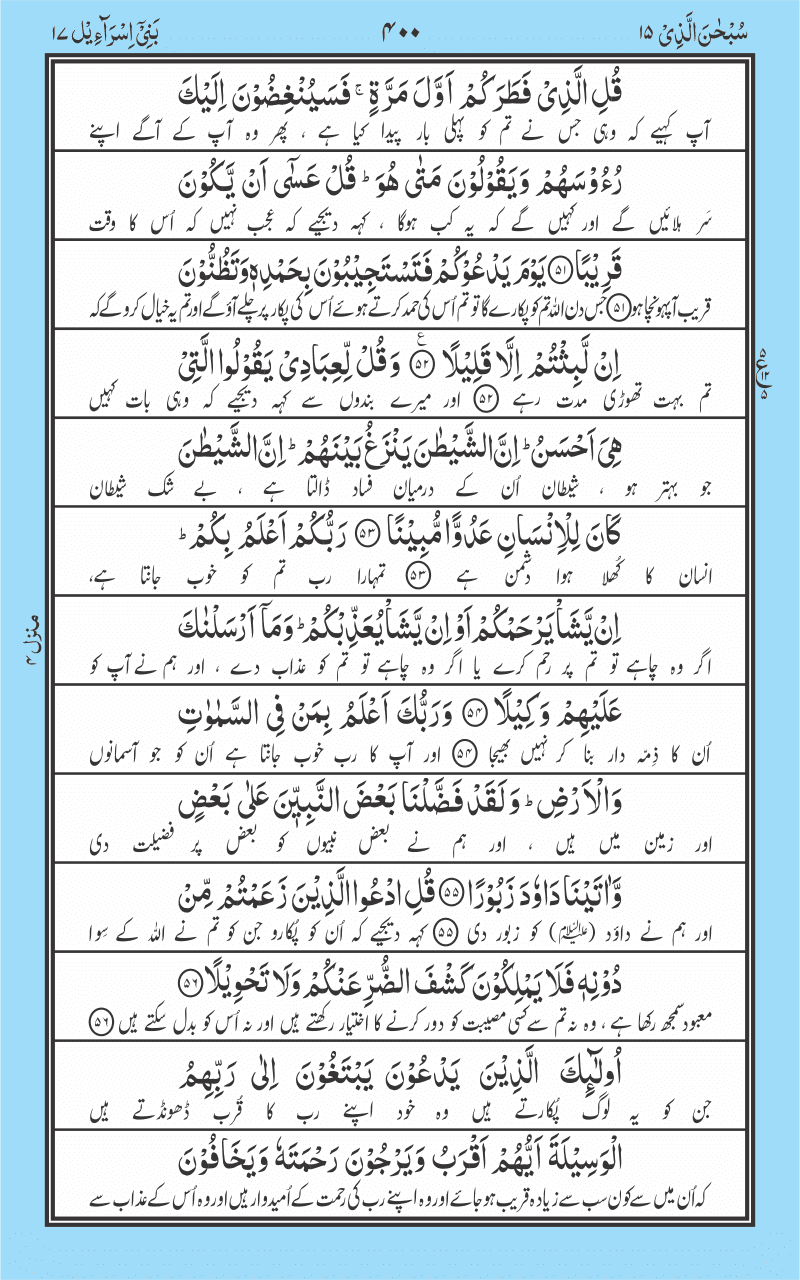 سُبْحٰنَ الَّذِیْ ۱۵
۴۰۰
بَنِیْۤ اِسْرَآءِیْل ۱۷
قُلِ الَّذِیْ فَطَرَكُمْ اَوَّلَ مَرَّةٍ ۚ فَسَیُنْغِضُوْنَ اِلَیْكَ
آپ کہیے کہ وہی جس نے تم کو پہلی بار پیدا کیا ہے ، پھر وہ آپ کے آگے اپنے
رُءُوْسَهُمْ وَیَقُوْلُوْنَ مَتٰی هُوَ ؕ قُلْ عَسٰۤی اَنْ یَّكُوْنَ
سَر ہلائیں گے اور کہیں گے کہ یہ کب ہوگا ، کہہ دیجیے کہ عجب نہیں کہ اُس کا وقت
قَرِیْبًا ۵۱ یَوْمَ یَدْعُوْكُمْ فَتَسْتَجِیْبُوْنَ بِحَمْدِهٖ وَتَظُنُّوْنَ
قریب آپہونچا ہو ۵۱ جس دن اللہ تم کو پکارے گا تو تم اُس کی حمد کرتے ہوئے اُس کی پکار پر چلے آؤ گے اور تم یہ خیال کرو گے کہ
اِنْ لَّبِثْتُمْ اِلَّا قَلِیْلًا ۵۲ ع وَقُلْ لِّعِبَادِیْ یَقُوْلُوا الَّتِیْ
تم بہت تھوڑی مدت رہے ۵۲ اور میرے بندوں سے کہہ دیجیے کہ وہی بات کہیں
ع ۵ ۱۲ ۵
هِیَ اَحْسَنُ ؕ اِنَّ الشَّیْطٰنَ یَنْزَغُ بَیْنَهُمْ ؕ اِنَّ الشَّیْطٰنَ
جو بہتر ہو ، شیطان اُن کے درمیان فساد ڈالتا ہے ، بے شک شیطان
كَانَ لِلْاِنْسَانِ عَدُوًّا مُّبِیْنًا ۵۳ رَبُّكُمْ اَعْلَمُ بِكُمْ ؕ
انسان کا کُھلا ہوا دشمن ہے ۵۳ تمہارا رب تم کو خوب جانتا ہے،
اِنْ یَّشَاْ یَرْحَمْكُمْ اَوْ اِنْ یَّشَاْ یُعَذِّبْكُمْ ؕ وَمَاۤ اَرْسَلْنٰكَ
اگر وہ چاہے تو تم پر رحم کرے یا اگر وہ چاہے تو تم کو عذاب دے ، اور ہم نے آپ کو
منزل ۴
عَلَیْهِمْ وَكِیْلًا ۵۴ وَرَبُّكَ اَعْلَمُ بِمَنْ فِی السَّمٰوٰتِ
اُن کا ذِمّہ دار بنا کر نہیں بھیجا ۵۴ اور آپ کا رب خوب جانتا ہے اُن کو جو آسمانوں
وَالْاَرْضِ ؕ وَلَقَدْ فَضَّلْنَا بَعْضَ النَّبِیّٖنَ عَلٰی بَعْضٍ
اور زمین میں ہیں ، اور ہم نے بعض نبیوں کو بعض پر فضیلت دی
وَّاٰتَیْنَا دَاوٗدَ زَبُوْرًا ۵۵ قُلِ ادْعُوا الَّذِیْنَ زَعَمْتُمْ مِّنْ
اور ہم نے داؤد (علیہ السلام) کو زبور دی ۵۵ کہہ دیجیے کہ اُن کو پُکارو جن کو تم نے اللہ کے سِوا
دُوْنِهٖ فَلَا یَمْلِكُوْنَ كَشْفَ الضُّرِّ عَنْكُمْ وَلَا تَحْوِیْلًا ۵۶
معبود سمجھ رکھا ہے ، وہ نہ تم سے کسی مصیبت کو دور کرنے کا اختیار رکھتے ہیں اور نہ اُس کو بدل سکتے ہیں ۵۶
اُولٰٓئِكَ الَّذِیْنَ یَدْعُوْنَ یَبْتَغُوْنَ اِلٰی رَبِّهِمُ
جن کو یہ لوگ پُکارتے ہیں وہ خود اپنے رب کا قُرب ڈھونڈتے ہیں
الْوَسِیْلَةَ اَیُّهُمْ اَقْرَبُ وَیَرْجُوْنَ رَحْمَتَهٗ وَیَخَافُوْنَ
کہ اُن میں سے کون سب سے زیادہ قریب ہو جائے اور وہ اپنے رب کی رحمت کے اُمیدوار ہیں اور وہ اُس کے عذاب سے